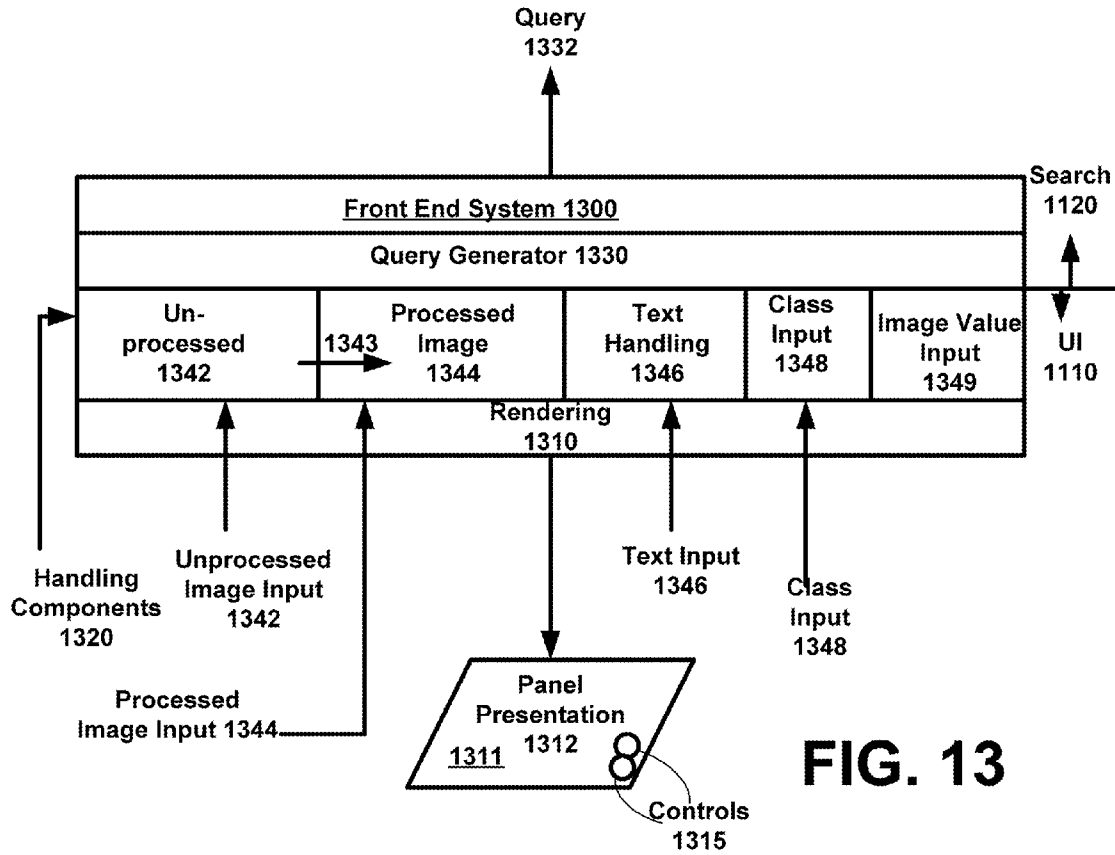 Query
1332
Search
1120
Front End System 1300
Query Generator 1330
Un-
processed
1342
1343
Processed
Image
1344
Text
Handling
1346
Class
Input
1348
Image Value
Input
1349
UI
1110
Rendering
1310
Handling
Components
1320
Unprocessed
Image Input
1342
Text Input
1346
Class
Input
1348
Processed
Image Input 1344
Panel
Presentation
1312
1311
Controls
1315
FIG. 13